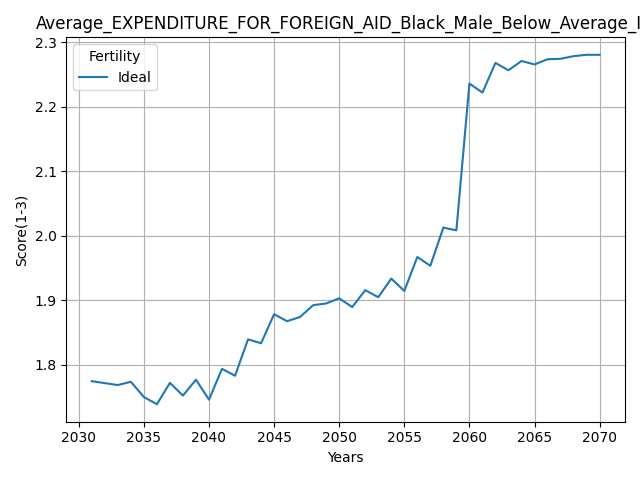 Average_EXPENDITURE_FOR_FOREIGN_AID_Black_Male_Below_Average_I
Fertility
Ideal
Score(1-3)
2.3
2.2
2.1
2.0
1.9
1.8
2030 2035 2040 2045 2050 2055 2060 2065 2070
Years